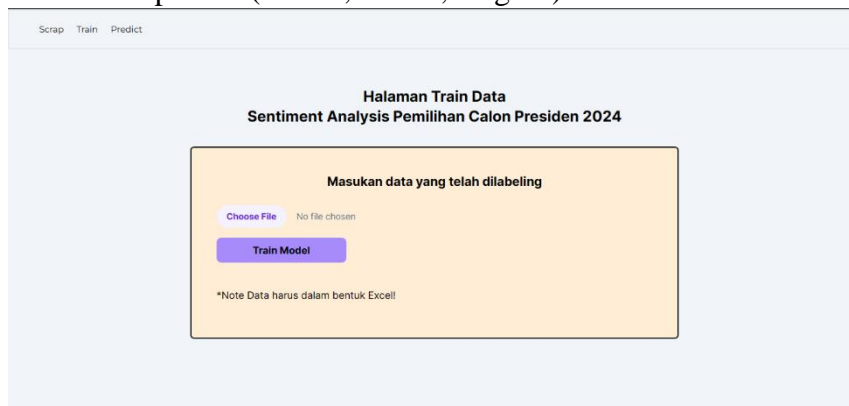 Scrap Train Predict
Halaman Train Data
Sentiment Analysis Pemilihan Calon Presiden 2024
Masukan data yang telah dilabeling
Choose File No file chosen
Train Model
*Note Data harus dalam bentuk Excel!